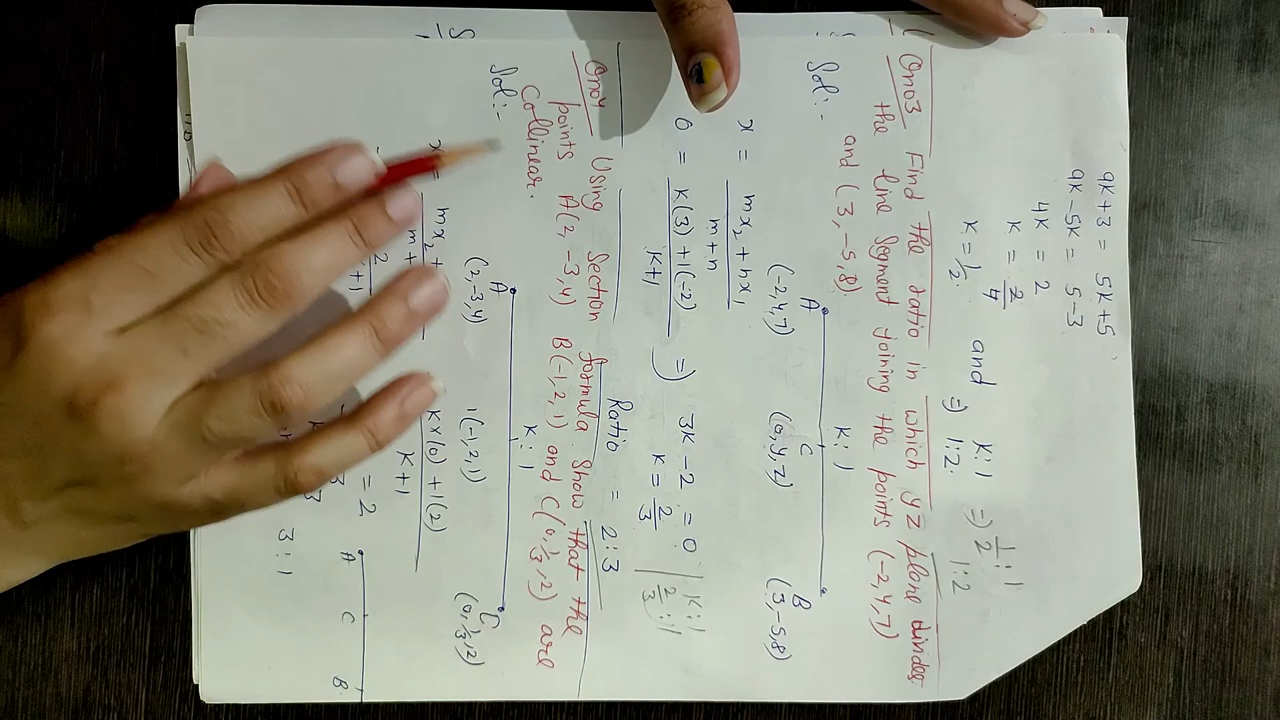 9K+3 = 5K+5
9K-5K = 5-3
4K = 2
K = 2/4
K = 1/2 and K:1 => 1/2:1
=> 1:2. 1:2
Qno3 Find the ratio in which yz plane divides
the line segment joining the points (-2,4,7)
and (3,-5,8).
Sol:-
A C K:1 B
(-2,4,7) (0,y,z) (3,-5,8)
x = mx2+nx1 / m+n
0 = K(3)+1(-2) / K+1 => 3K-2=0 K:1
K = 2/3 2/3:1
Ratio = 2:3
Qno4 Using Section formula show that the
points A(2,-3,4) B(-1,2,1) and C(0,1/3,2) are
Collinear.
Sol:-
A K:1 C
(2,-3,4) (-1,2,1) (0,1/3,2)
mx2+ K×(0)+1(2) / K+1
= 2
3:1
A C B